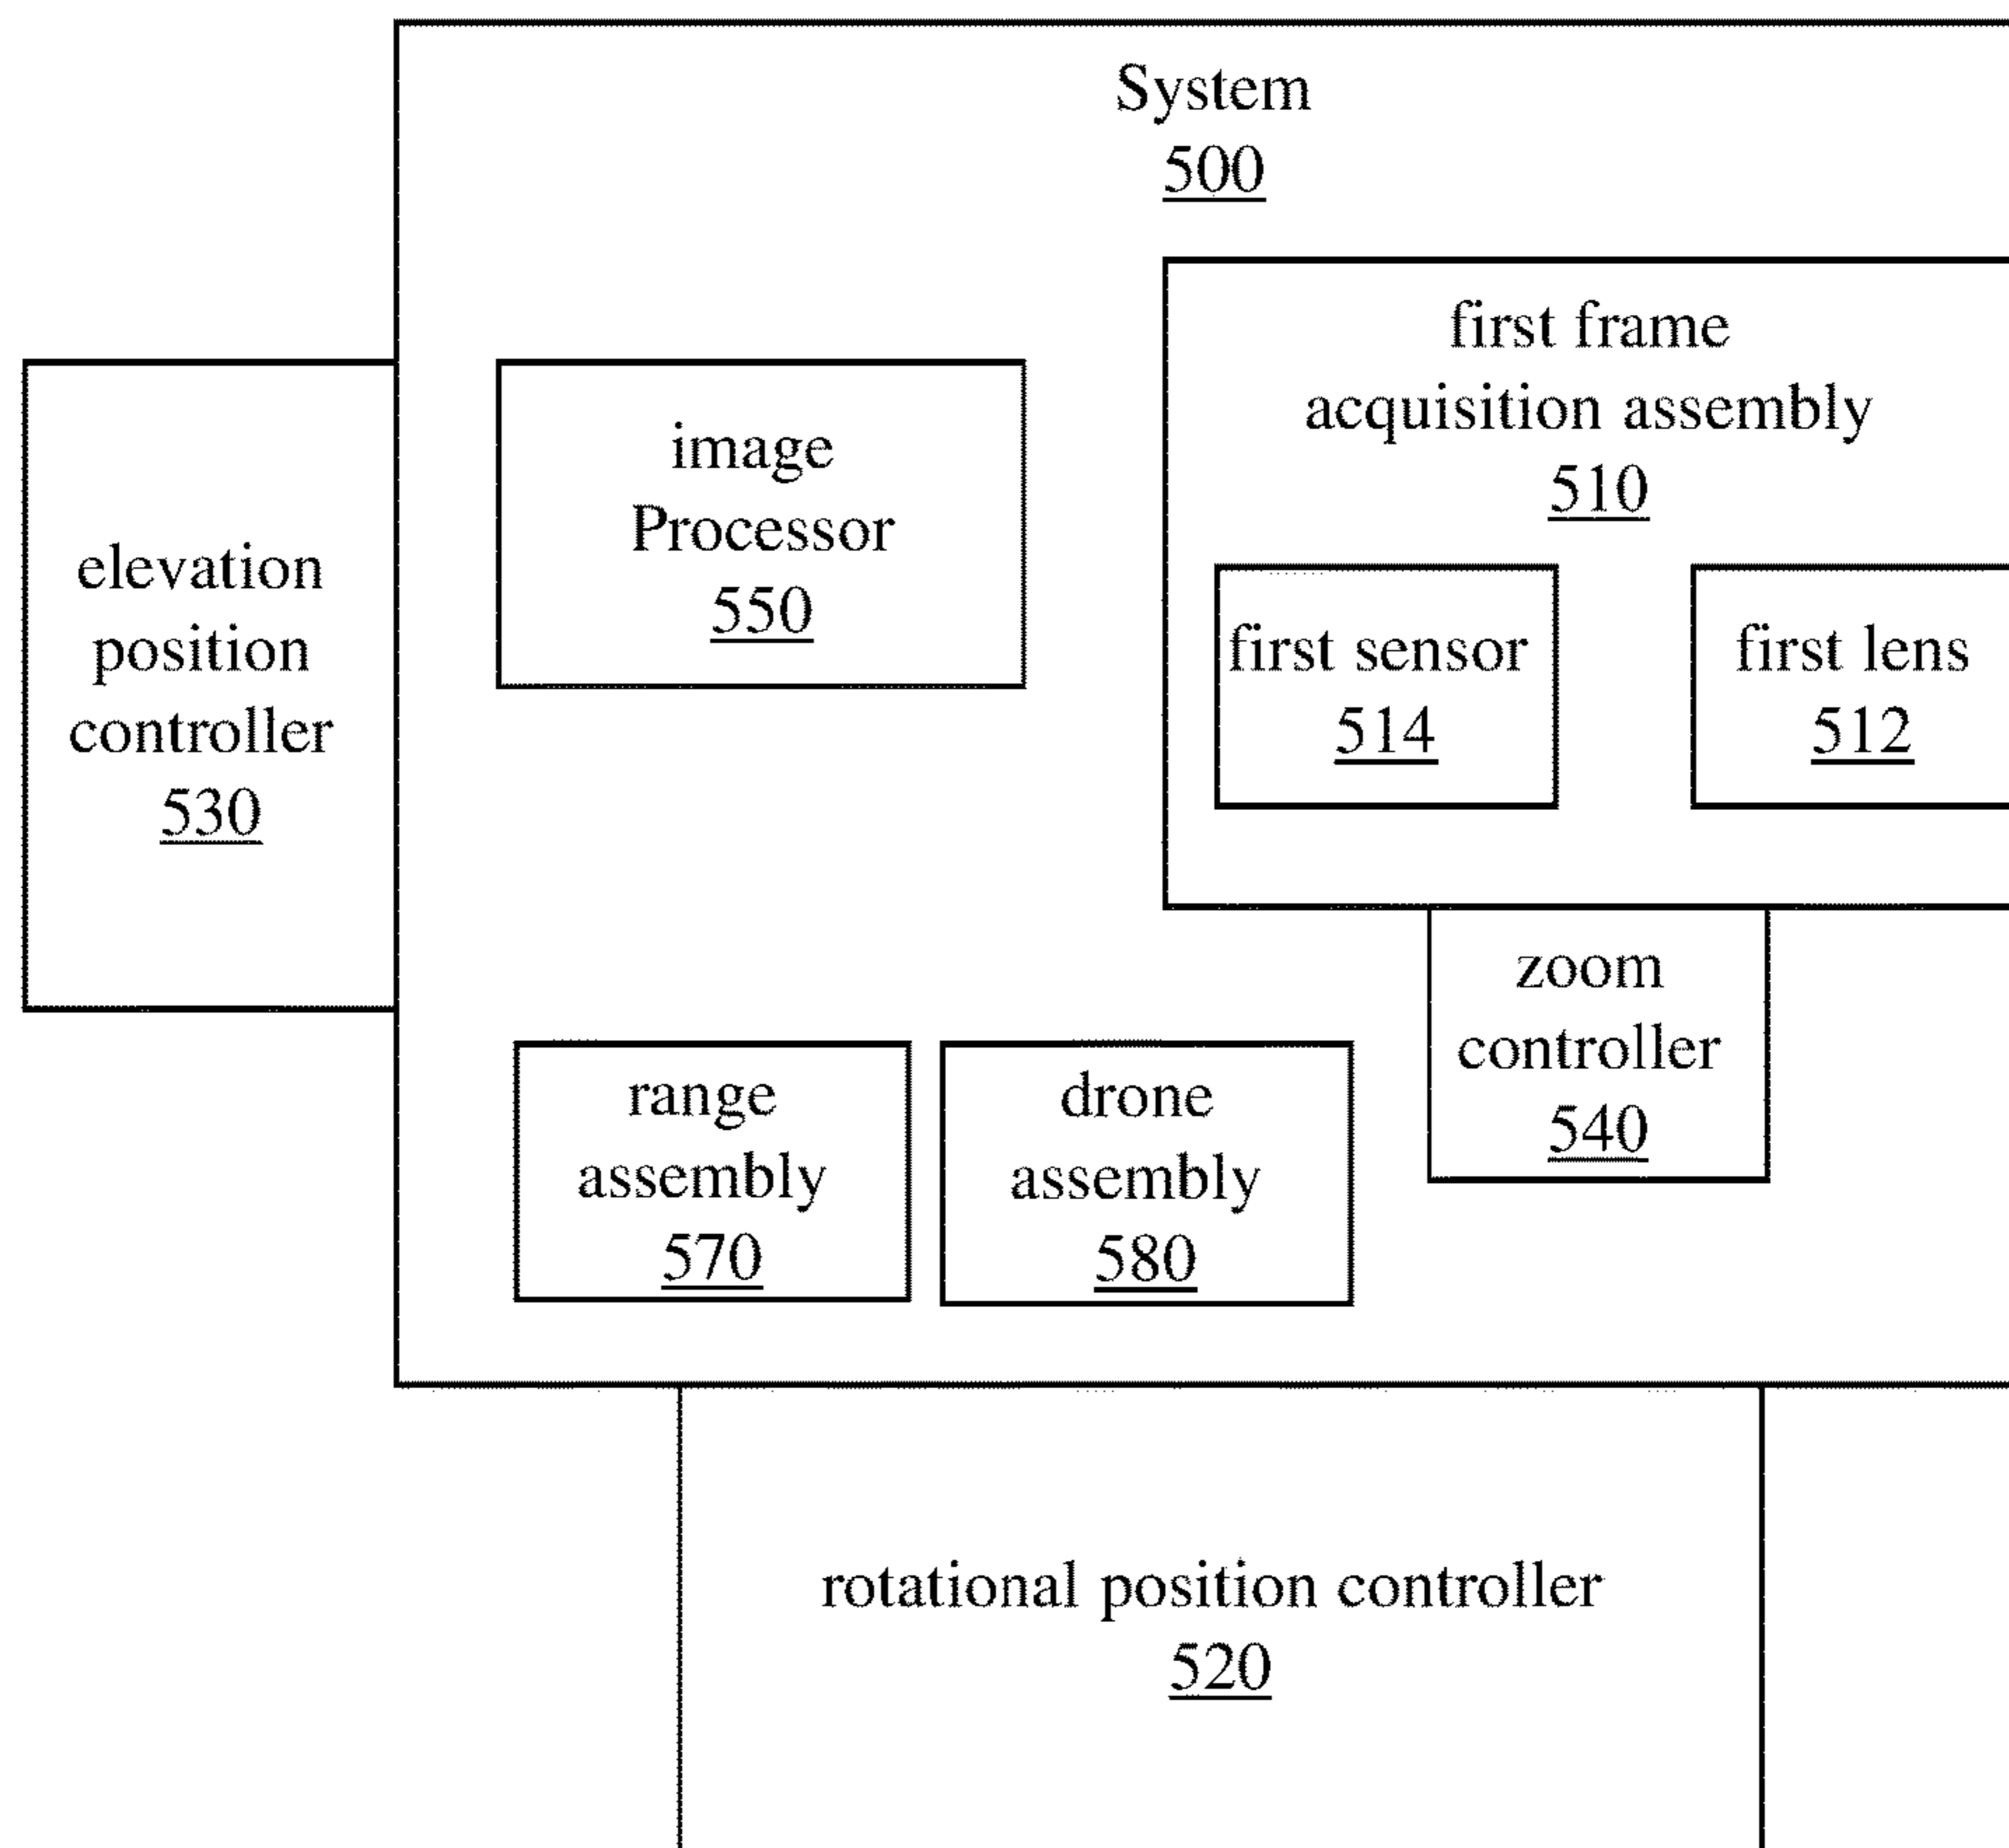 System
500
first frame
acquisition assembly
510
image
Processor
550
elevation
position
controller
530
first sensor
514
first lens
512
zoom
controller
540
range
assembly
570
drone
assembly
580
rotational position controller
520